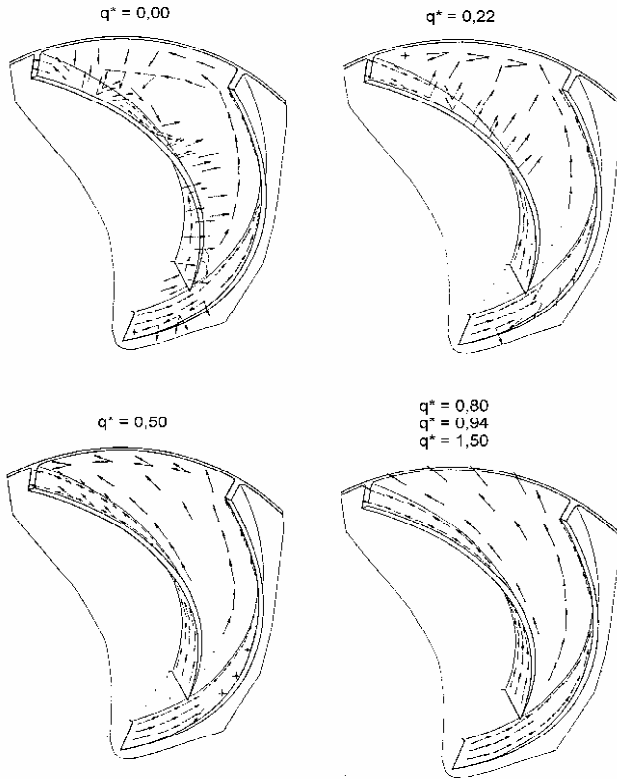 q* = 0,00
q* = 0,22
q* = 0,50
q* = 0,80
q* = 0,94
q* = 1,50